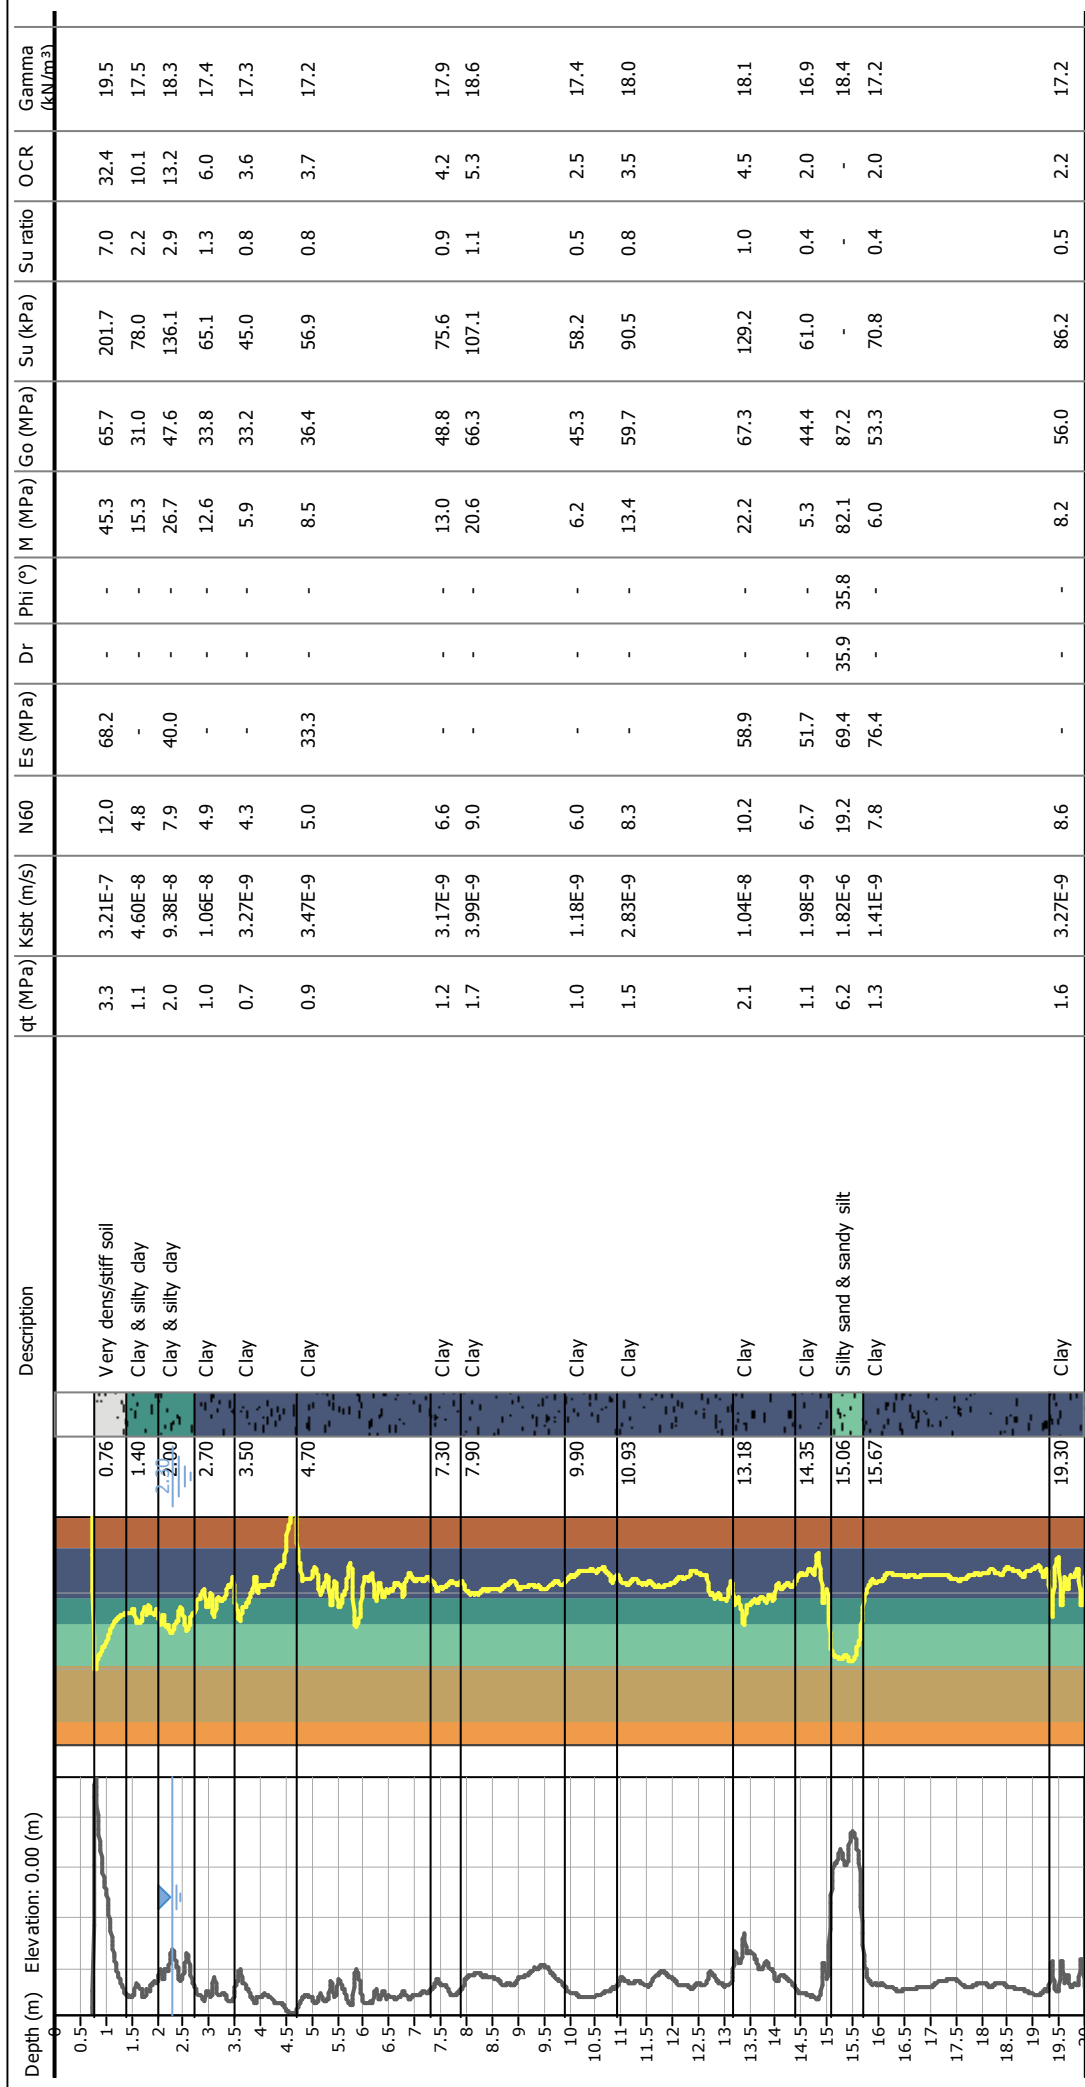 Depth (m) Elevation: 0.00 (m) Description qt (MPa) Ksbt (m/s) N60 Es (MPa) Dr Phi (°) M (MPa) Go (MPa) Su (kPa) Su ratio OCR Gamma (kN/m³)
0
0.5
0.76 Very dens/stiff soil 3.3 3.21E-7 12.0 68.2 - - 45.3 65.7 201.7 7.0 32.4 19.5
1
1.40 Clay & silty clay 1.1 4.60E-8 4.8 - - - 15.3 31.0 78.0 2.2 10.1 17.5
1.5
2
2.00 Clay & silty clay 2.0 9.38E-8 7.9 40.0 - - 26.7 47.6 136.1 2.9 13.2 18.3
2.30
2.5
2.70 Clay 1.0 1.06E-8 4.9 - - - 12.6 33.8 65.1 1.3 6.0 17.4
3
3.5
3.50 Clay 0.7 3.27E-9 4.3 - - - 5.9 33.2 45.0 0.8 3.6 17.3
4
4.5
4.70 Clay 0.9 3.47E-9 5.0 33.3 - - 8.5 36.4 56.9 0.8 3.7 17.2
5
5.5
6
6.5
7
7.30 Clay 1.2 3.17E-9 6.6 - - - 13.0 48.8 75.6 0.9 4.2 17.9
7.5
7.90 Clay 1.7 3.99E-9 9.0 - - - 20.6 66.3 107.1 1.1 5.3 18.6
8
8.5
9
9.5
9.90 Clay 1.0 1.18E-9 6.0 - - - 6.2 45.3 58.2 0.5 2.5 17.4
10
10.5
10.93 Clay 1.5 2.83E-9 8.3 - - - 13.4 59.7 90.5 0.8 3.5 18.0
11
11.5
12
12.5
13
13.18 Clay 2.1 1.04E-8 10.2 58.9 - - 22.2 67.3 129.2 1.0 4.5 18.1
13.5
14
14.35 Clay 1.1 1.98E-9 6.7 51.7 - - 5.3 44.4 61.0 0.4 2.0 16.9
14.5
15
15.06 Silty sand & sandy silt 6.2 1.82E-6 19.2 69.4 35.9 35.8 82.1 87.2 - - - 18.4
15.5
15.67 Clay 1.3 1.41E-9 7.8 76.4 - - 6.0 53.3 70.8 0.4 2.0 17.2
16
16.5
17
17.5
18
18.5
19
19.30 Clay 1.6 3.27E-9 8.6 - - - 8.2 56.0 86.2 0.5 2.2 17.2
19.5